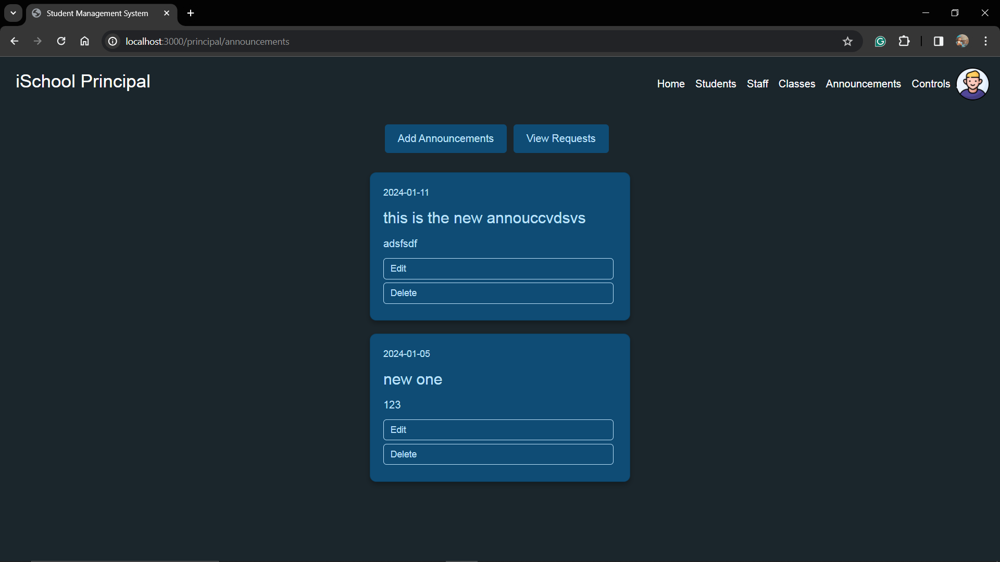 Student Management System
localhost:3000/principal/announcements
iSchool Principal
Home Students Staff Classes Announcements Controls
Add Announcements View Requests
2024-01-11
this is the new annouccvdsvs
adsfsdf
Edit
Delete
2024-01-05
new one
123
Edit
Delete